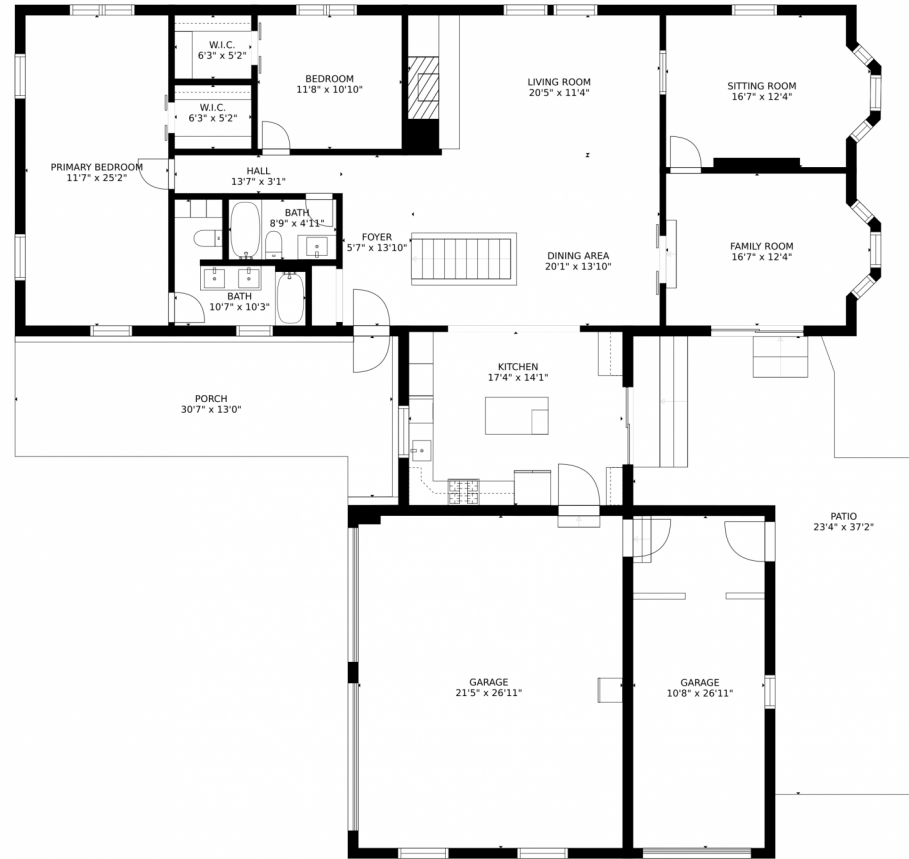 W.I.C.
6'3" x 5'2"
BEDROOM
11'8" x 10'10"
LIVING ROOM
20'5" x 11'4"
SITTING ROOM
16'7" x 12'4"
W.I.C.
6'3" x 5'2"
PRIMARY BEDROOM
11'7" x 25'2"
HALL
13'7" x 3'1"
BATH
8'9" x 4'11"
FOYER
5'7" x 13'10"
DINING AREA
20'1" x 13'10"
FAMILY ROOM
16'7" x 12'4"
BATH
10'7" x 10'3"
KITCHEN
17'4" x 14'1"
PORCH
30'7" x 13'0"
PATIO
23'4" x 37'2"
GARAGE
21'5" x 26'11"
GARAGE
10'8" x 26'11"